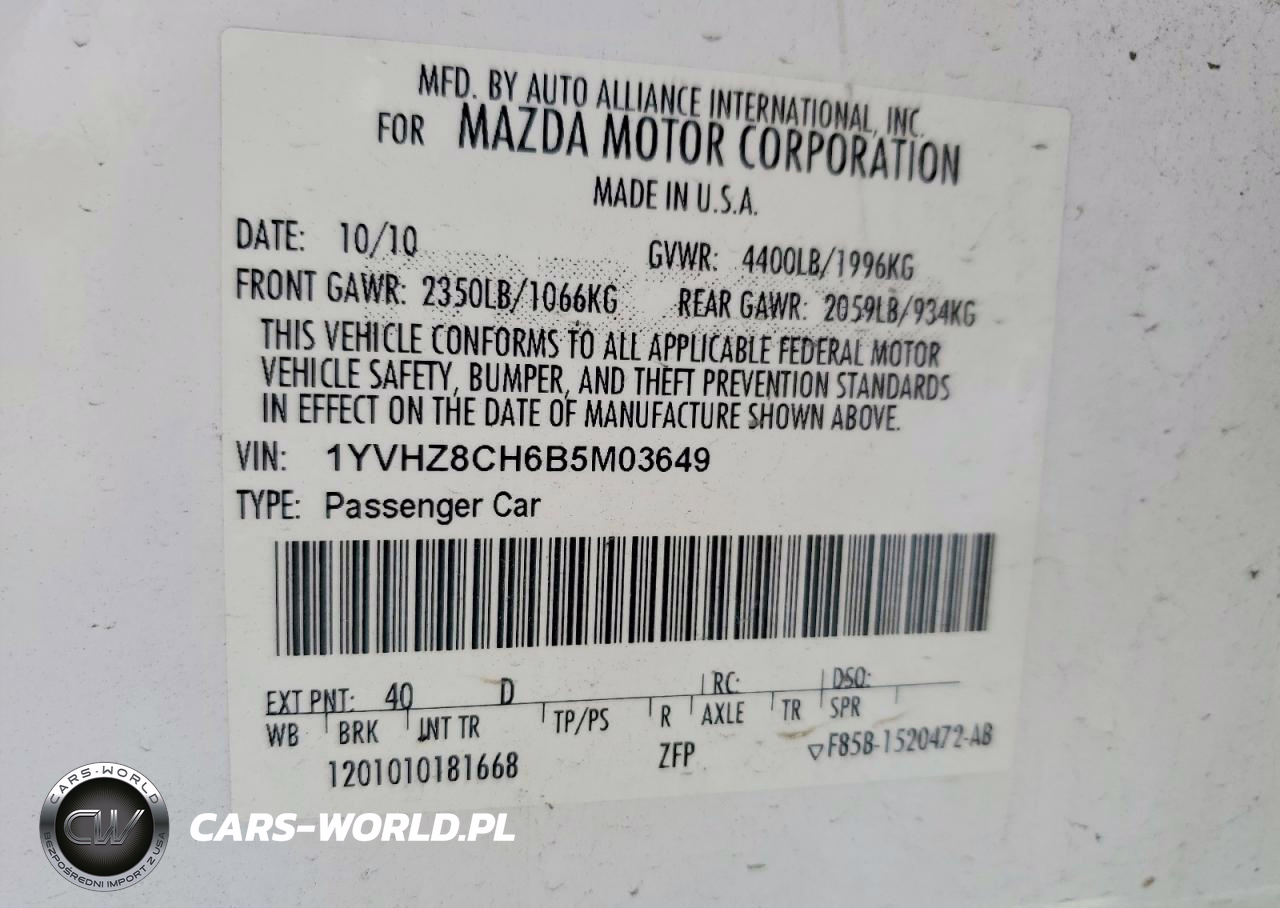 MFD. BY AUTO ALLIANCE INTERNATIONAL, INC.
FOR MAZDA MOTOR CORPORATION
MADE IN U.S.A.
DATE: 10/10 GVWR: 4400LB/1996KG
FRONT GAWR: 2350LB/1066KG REAR GAWR: 2059LB/934KG
THIS VEHICLE CONFORMS TO ALL APPLICABLE FEDERAL MOTOR
VEHICLE SAFETY, BUMPER, AND THEFT PREVENTION STANDARDS
IN EFFECT ON THE DATE OF MANUFACTURE SHOWN ABOVE.
VIN: 1YVHZ8CH6B5M03649
TYPE: Passenger Car
EXT PNT: 40 D RC: DSO:
WB BRK INT TR TP/PS R AXLE TR SPR
1201010181668 ZFP ▽F85B-1520472-AB
CARS-WORLD
CW
BEZPOŚREDNI IMPORT Z USA
CARS-WORLD.PL